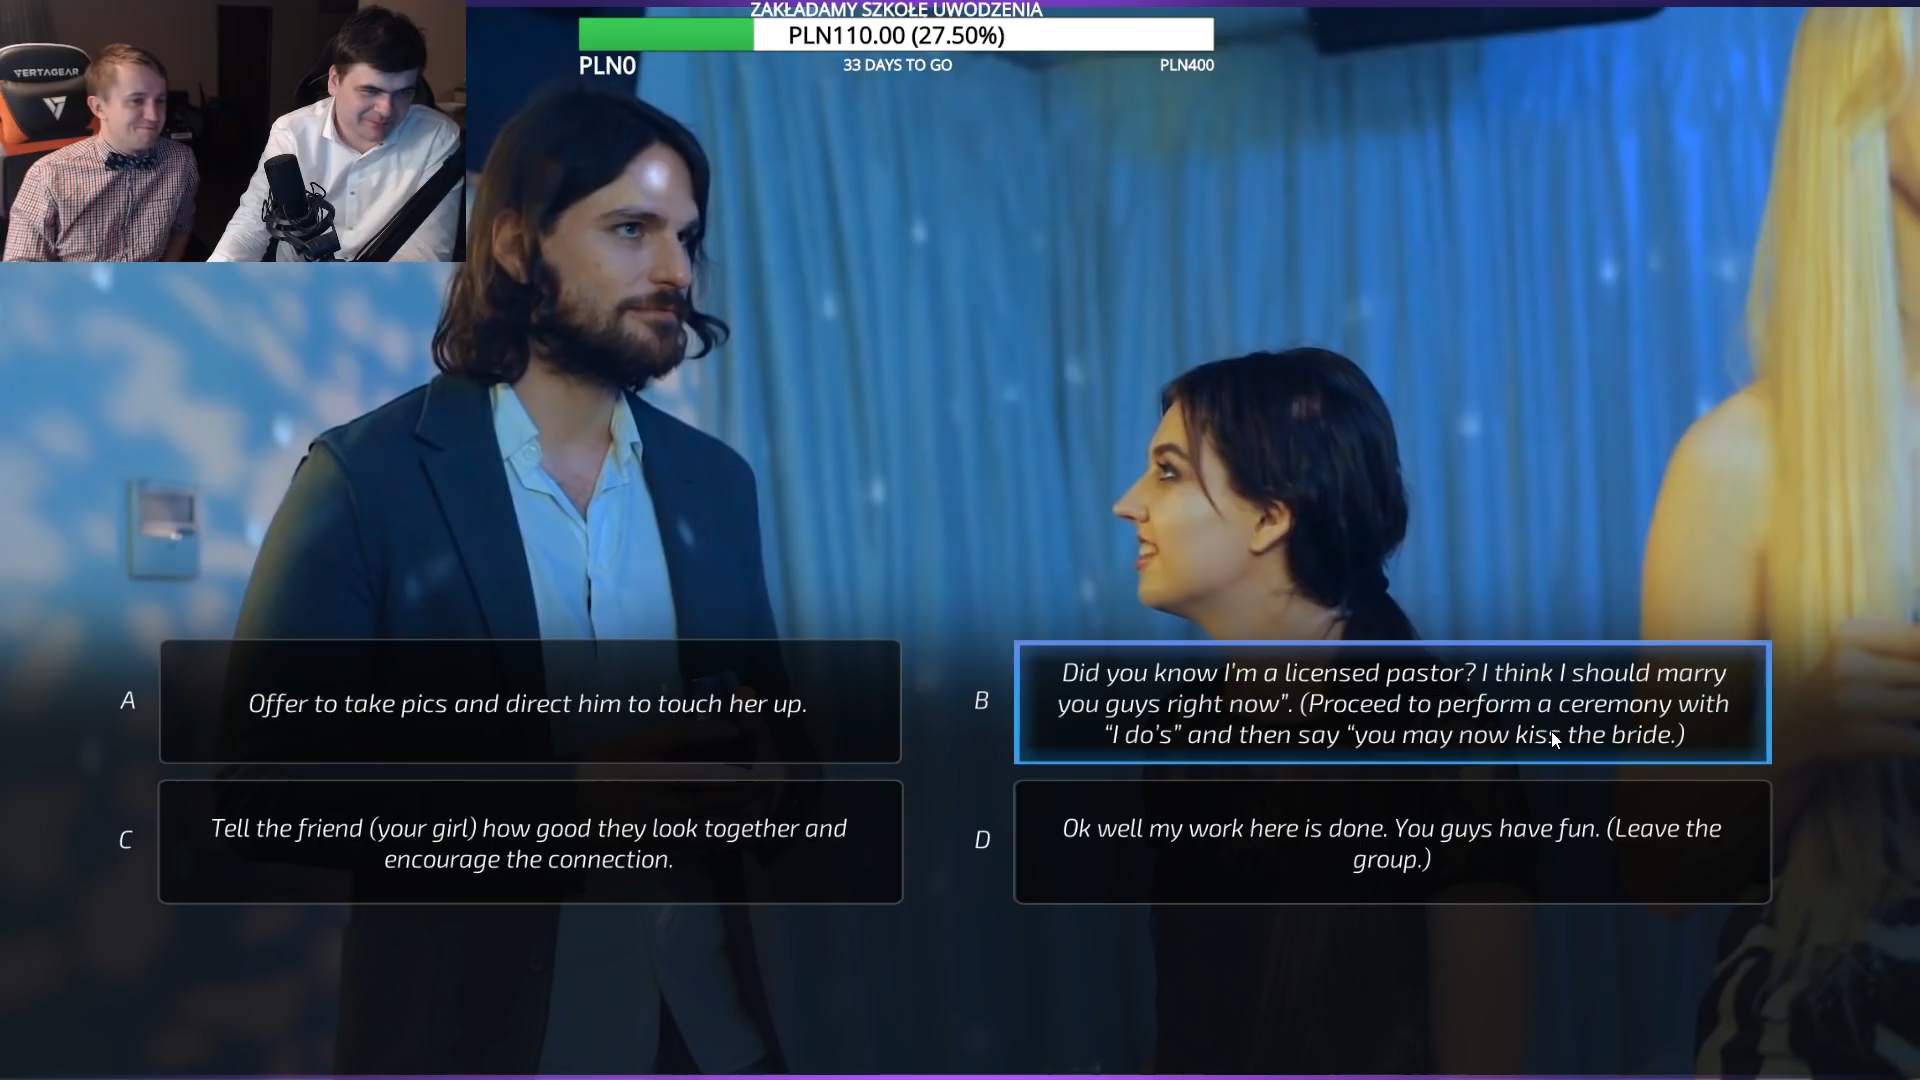 ZAKŁADAMY SZKOŁĘ UWODZENIA
PLN110.00 (27.50%)
PLN0
33 DAYS TO GO
PLN400
VERTAGEAR
A
Offer to take pics and direct him to touch her up.
B
Did you know I'm a licensed pastor? I think I should marry
you guys right now”. (Proceed to perform a ceremony with
“I do's” and then say “you may now kiss the bride.)
C
Tell the friend (your girl) how good they look together and
encourage the connection.
D
Ok well my work here is done. You guys have fun. (Leave the
group.)